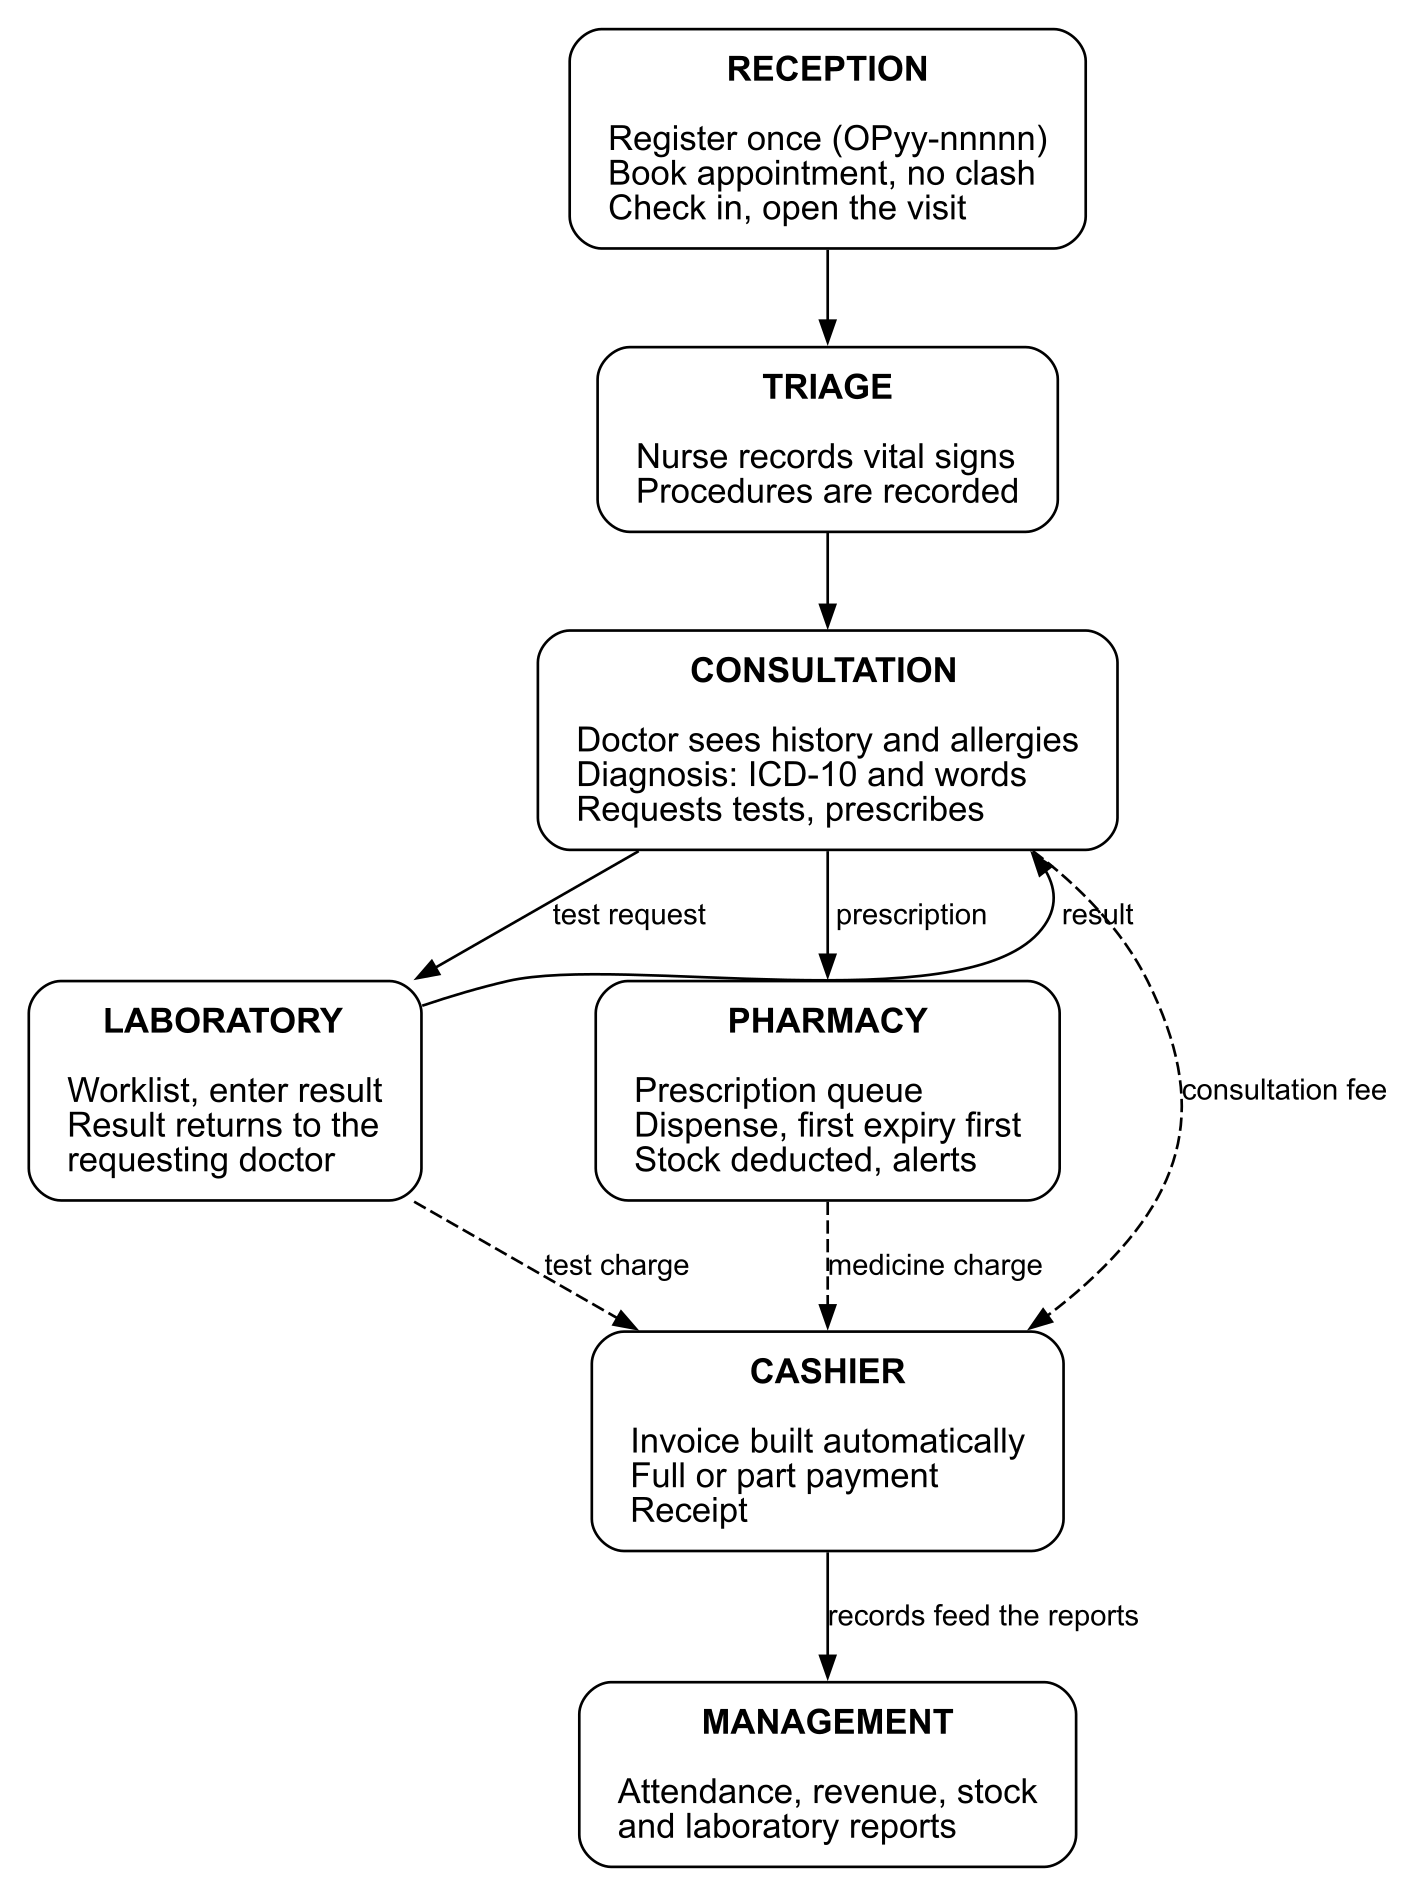 RECEPTION
Register once (OPyy-nnnnn)
Book appointment, no clash
Check in, open the visit
TRIAGE
Nurse records vital signs
Procedures are recorded
CONSULTATION
Doctor sees history and allergies
Diagnosis: ICD-10 and words
Requests tests, prescribes
test request
prescription
result
LABORATORY
Worklist, enter result
Result returns to the
requesting doctor
PHARMACY
Prescription queue
Dispense, first expiry first
Stock deducted, alerts
consultation fee
test charge
medicine charge
CASHIER
Invoice built automatically
Full or part payment
Receipt
records feed the reports
MANAGEMENT
Attendance, revenue, stock
and laboratory reports